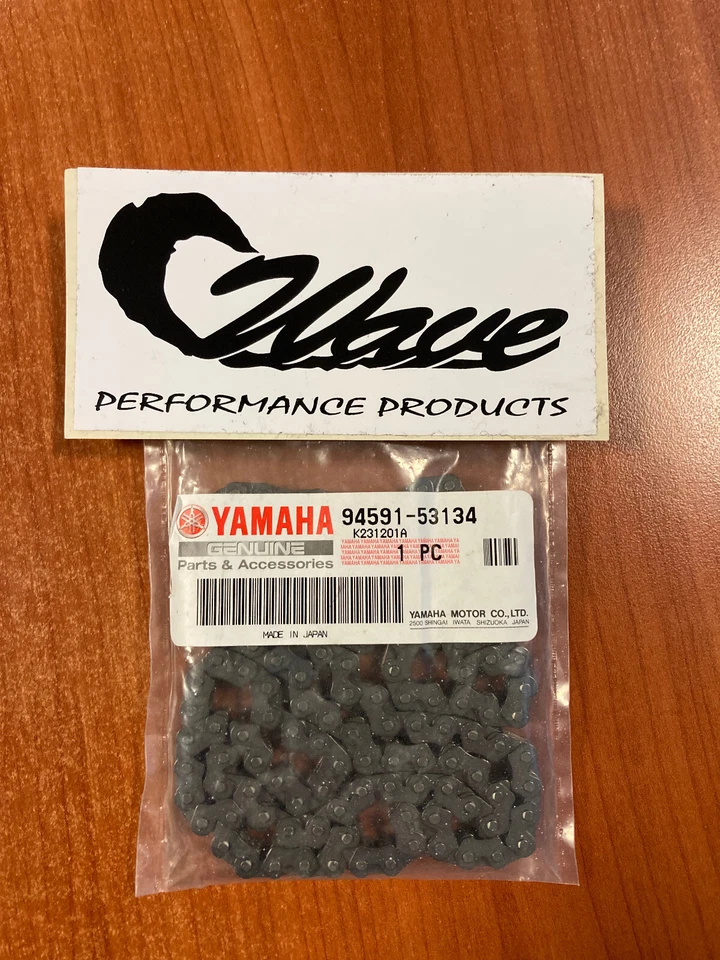 Wave
PERFORMANCE PRODUCTS
YAMAHA 94591-53134
K231201A
GENUINE
1 PC
Parts & Accessories
YAMAHA MOTOR CO.,LTD.
2500 SHINGAI IWATA SHIZUOKA JAPAN
MADE IN JAPAN